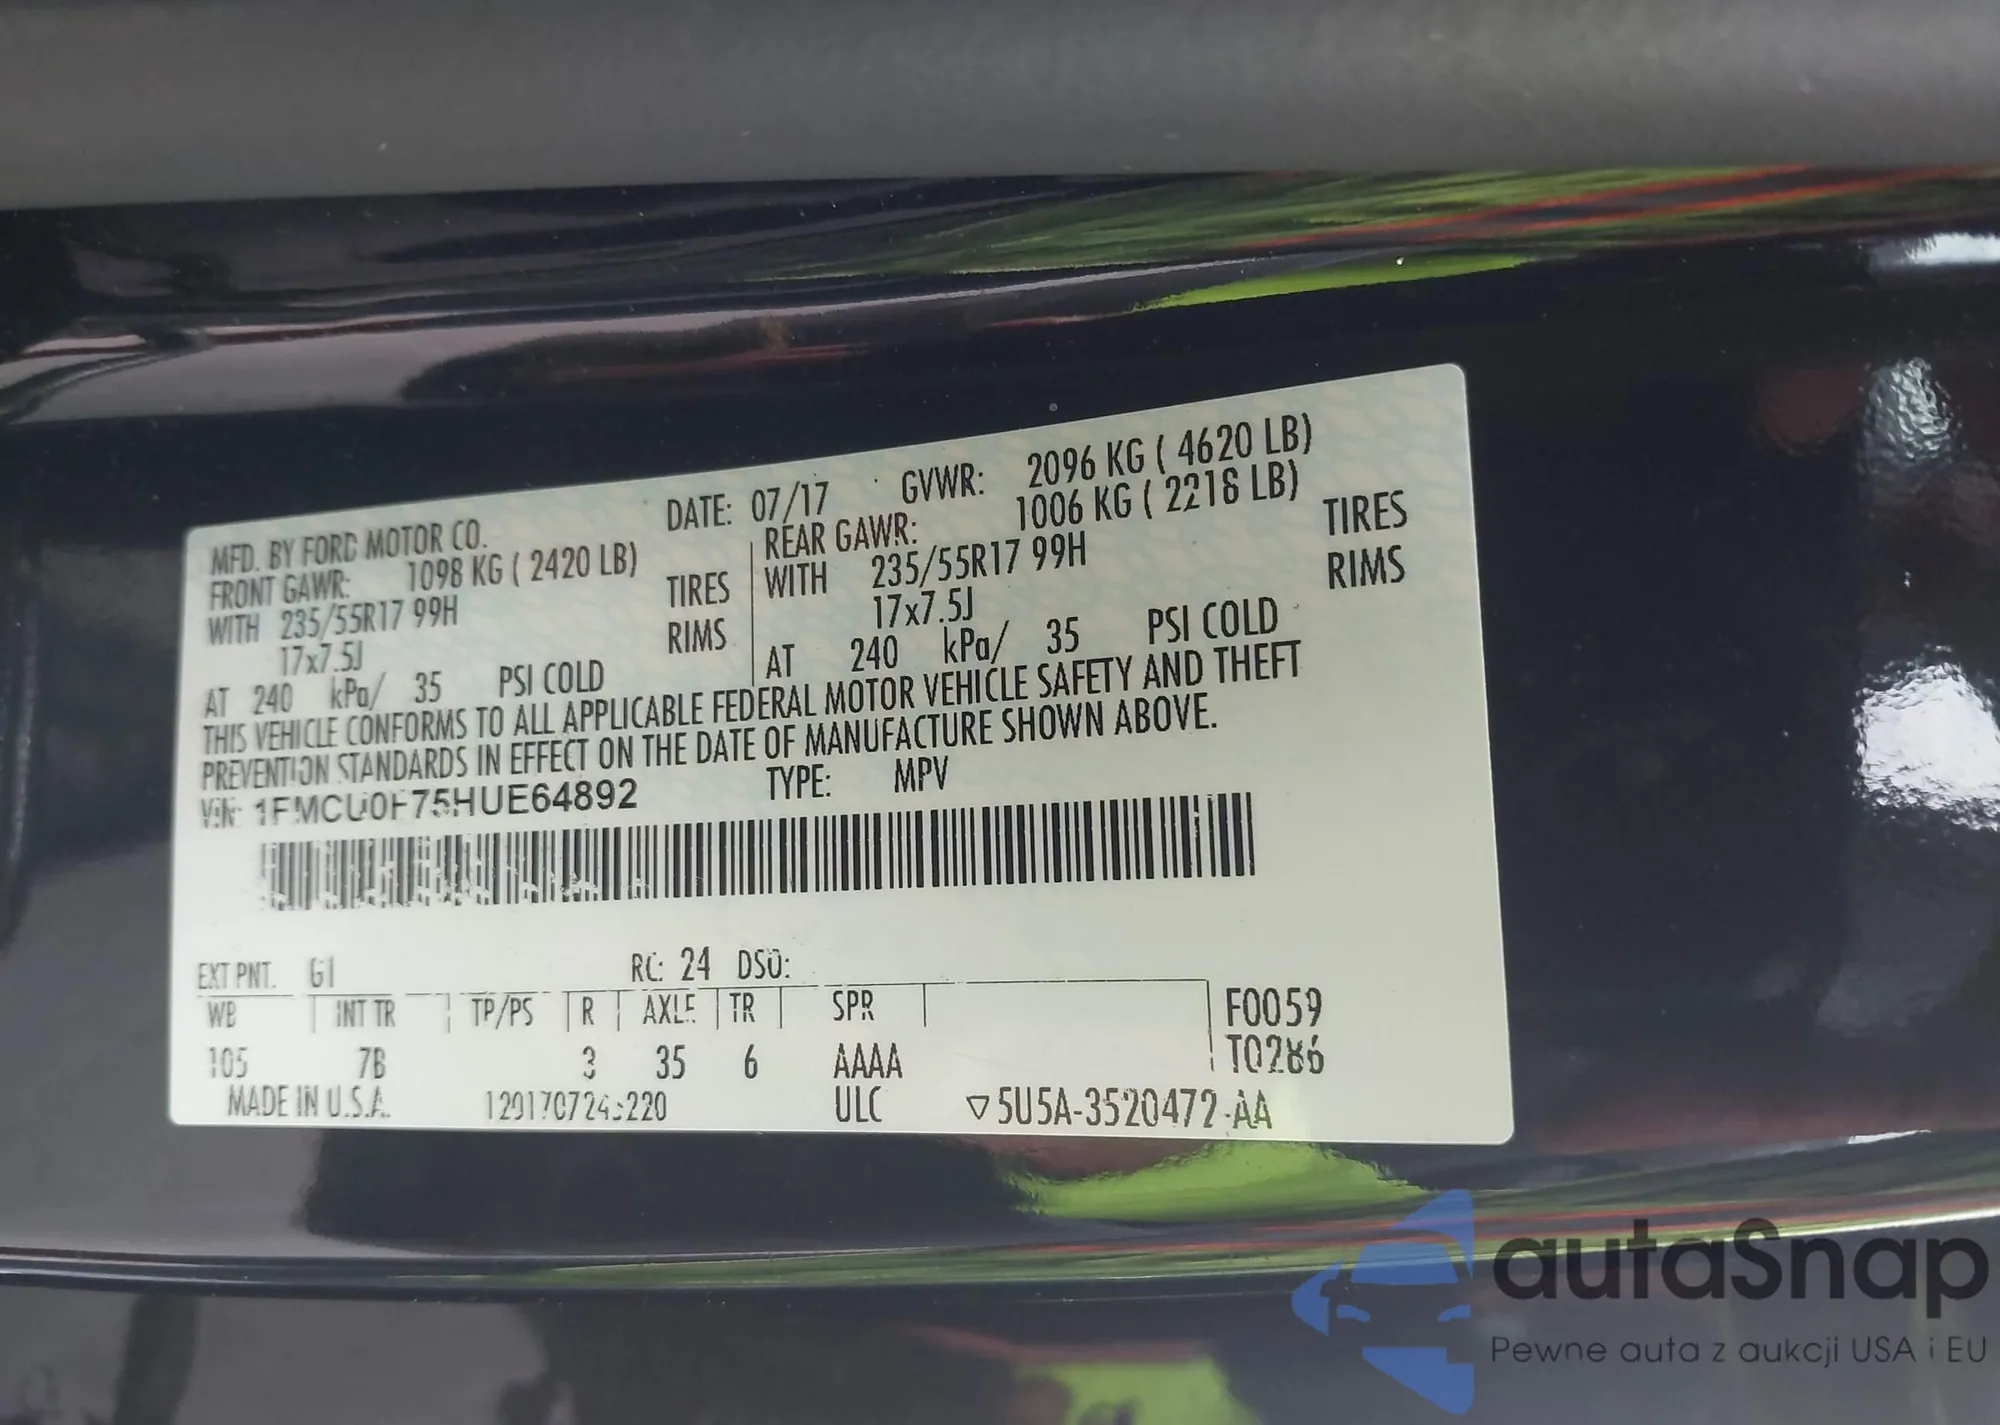 MFD. BY FORD MOTOR CO. DATE: 07/17 GVWR: 2096 KG ( 4620 LB)
FRONT GAWR: 1098 KG ( 2420 LB) REAR GAWR: 1006 KG ( 2218 LB)
WITH 235/55R17 99H TIRES WITH 235/55R17 99H TIRES
17x7.5J RIMS 17x7.5J RIMS
AT 240 kPa/ 35 PSI COLD AT 240 kPa/ 35 PSI COLD
THIS VEHICLE CONFORMS TO ALL APPLICABLE FEDERAL MOTOR VEHICLE SAFETY AND THEFT
PREVENTION STANDARDS IN EFFECT ON THE DATE OF MANUFACTURE SHOWN ABOVE.
VIN: 1FMCU0F75HUE64892 TYPE: MPV
EXT PNT. G1 RC: 24 DSO:
WB INT TR TP/PS R AXLE TR SPR F0059
105 7B 3 35 6 AAAA T0286
MADE IN U.S.A. ULC ▽5U5A-3520472-AA
autaSnap
Pewne auta z aukcji USA i EU